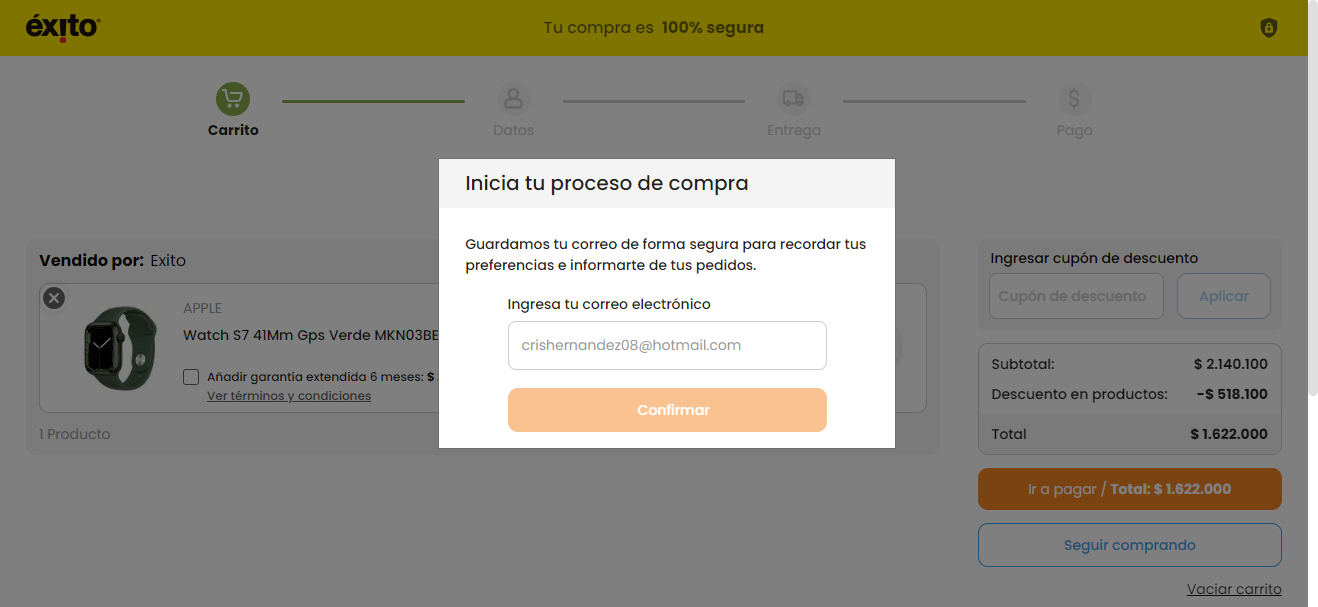 éxito
Tu compra es 100% segura
Carrito
Datos
Entrega
Pago
Inicia tu proceso de compra
Guardamos tu correo de forma segura para recordar tus
preferencias e informarte de tus pedidos.
Ingresa tu correo electrónico
crishernandez08@hotmail.com
Confirmar
Vendido por: Exito
APPLE
Watch S7 41Mm Gps Verde MKN03BE
Añadir garantía extendida 6 meses: $
Ver términos y condiciones
1 Producto
Ingresar cupón de descuento
Cupón de descuento
Aplicar
Subtotal: $ 2.140.100
Descuento en productos: -$ 518.100
Total $ 1.622.000
Ir a pagar / Total: $ 1.622.000
Seguir comprando
Vaciar carrito